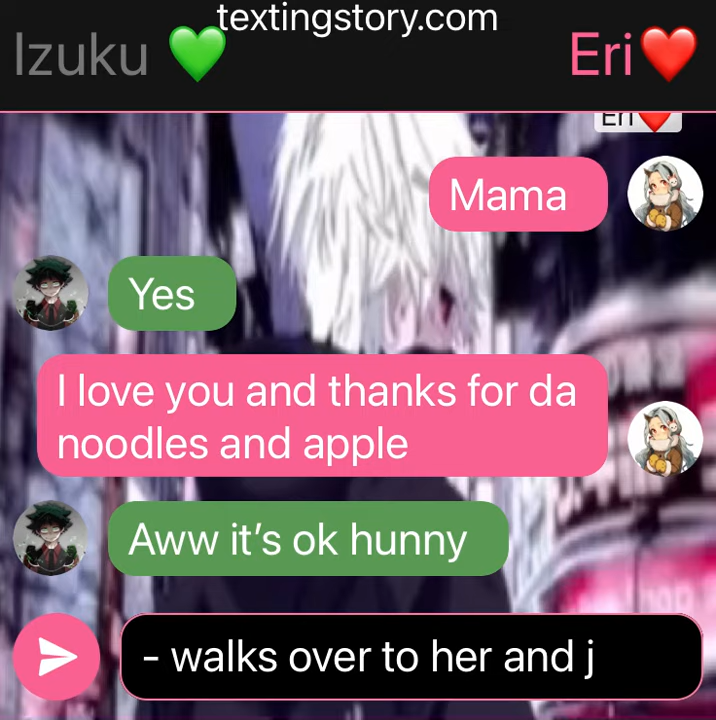 textingstory.com
Izuku 💚
Eri❤️
Eri❤️
Mama
Yes
I love you and thanks for da
noodles and apple
Aww it’s ok hunny
- walks over to her and j